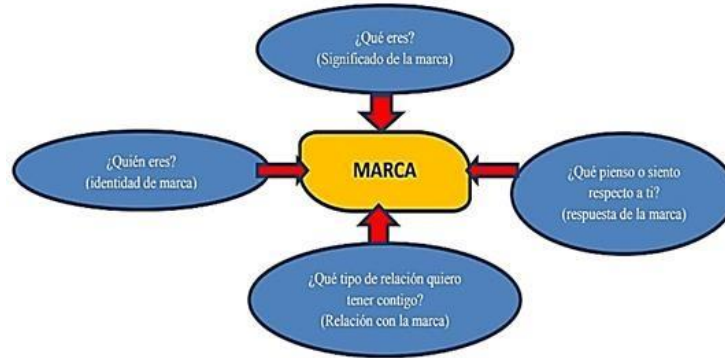 ¿Qué eres?
(Significado de la marca)
¿Quién eres?
(identidad de marca)
MARCA
¿Qué pienso o siento
respecto a ti?
(respuesta de la marca)
¿Qué tipo de relación quiero
tener contigo?
(Relación con la marca)